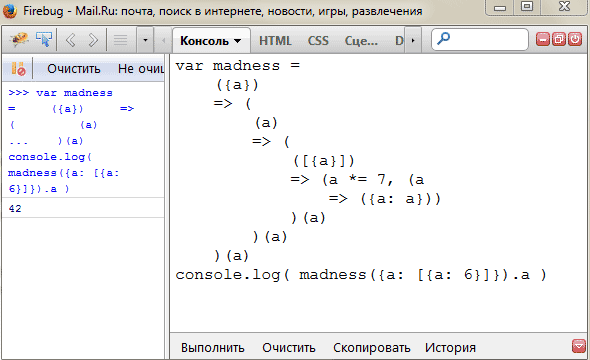 Firebug - Mail.Ru: почта, поиск в интернете, новости, игры, развлечения
Консоль HTML CSS Сце... D
Очистить Не очищ
>>> var madness
= ({a}) =>
( (a)
... )(a)
console.log(
madness({a: [{a:
6}]}).a )
42
var madness =
({a})
=> (
(a)
=> (
([{a}])
=> (a *= 7, (a
=> ({a: a}))
)(a)
)(a)
)(a)
console.log( madness({a: [{a: 6}]}).a )
Выполнить Очистить Скопировать История